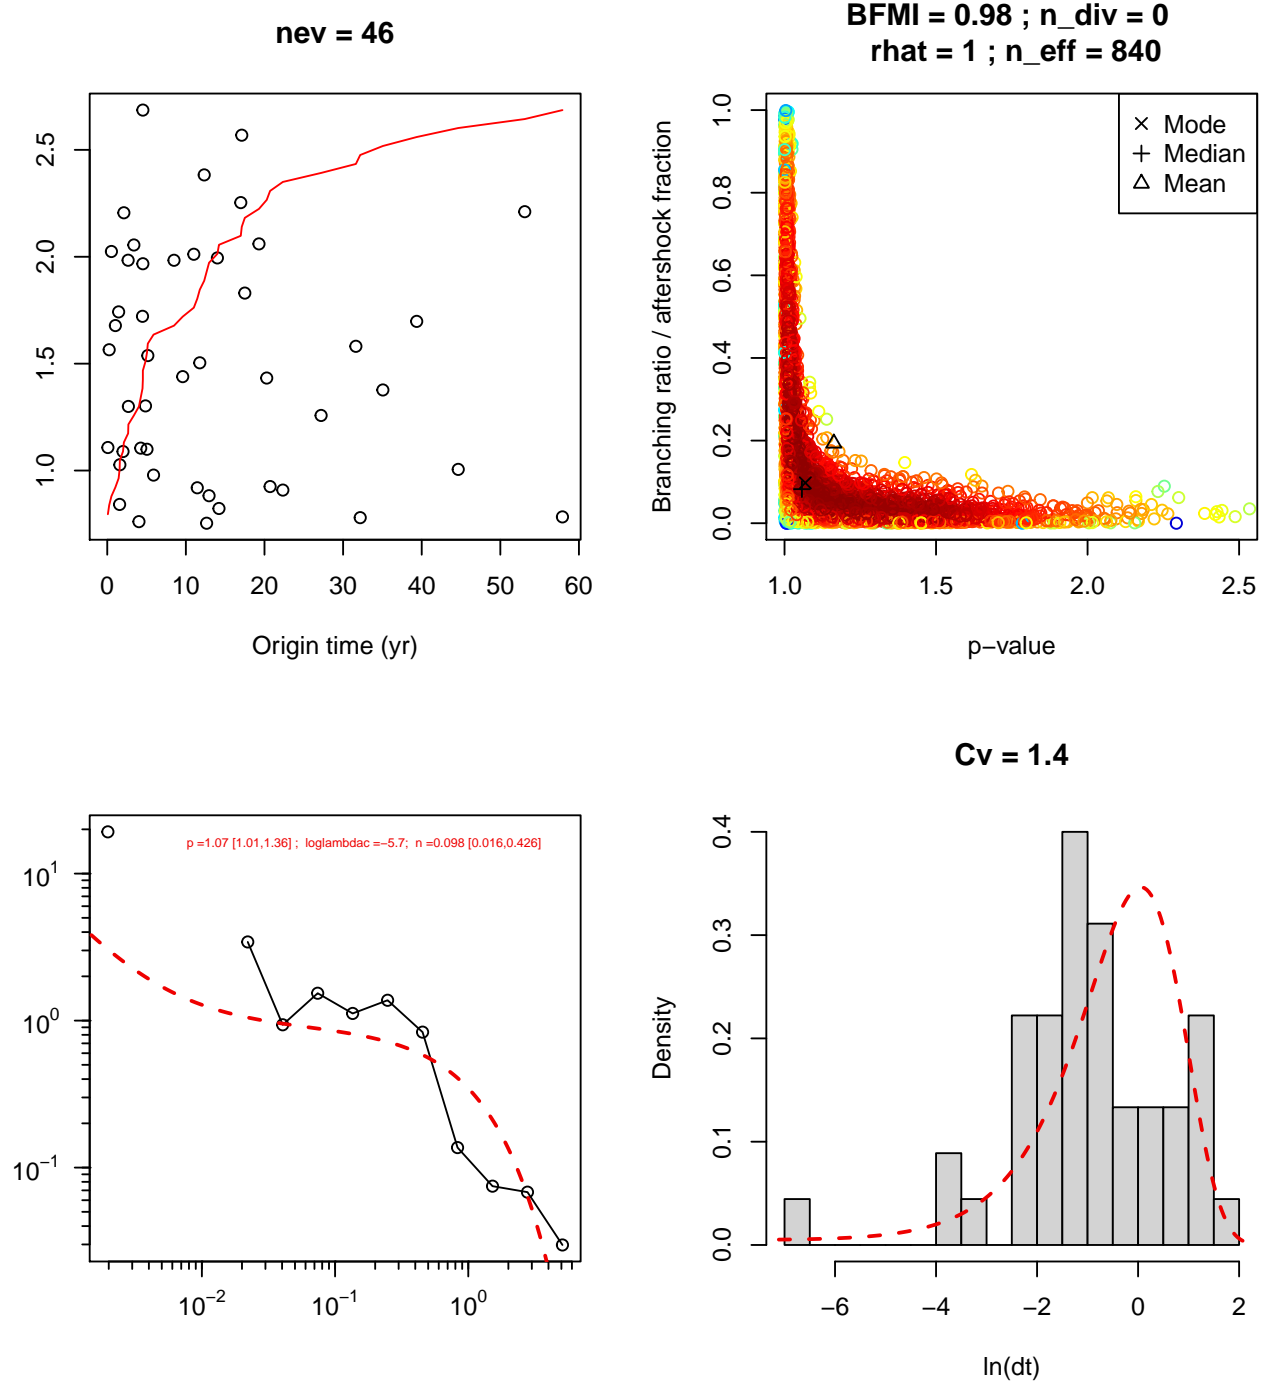 nev = 46
1.0 1.5 2.0 2.5
0 10 20 30 40 50 60
Origin time (yr)
BFMI = 0.98 ; n_div = 0
rhat = 1 ; n_eff = 840
Branching ratio / aftershock fraction
0.0 0.2 0.4 0.6 0.8 1.0
Mode
Median
Mean
1.0 1.5 2.0 2.5
p−value
p =1.07 [1.01,1.36] ; loglambdac =−5.7; n =0.098 [0.016,0.426]
10^1
10^0
10^−1
10^−2 10^−1 10^0
Cv = 1.4
Density
0.0 0.1 0.2 0.3 0.4
−6 −4 −2 0 2
ln(dt)